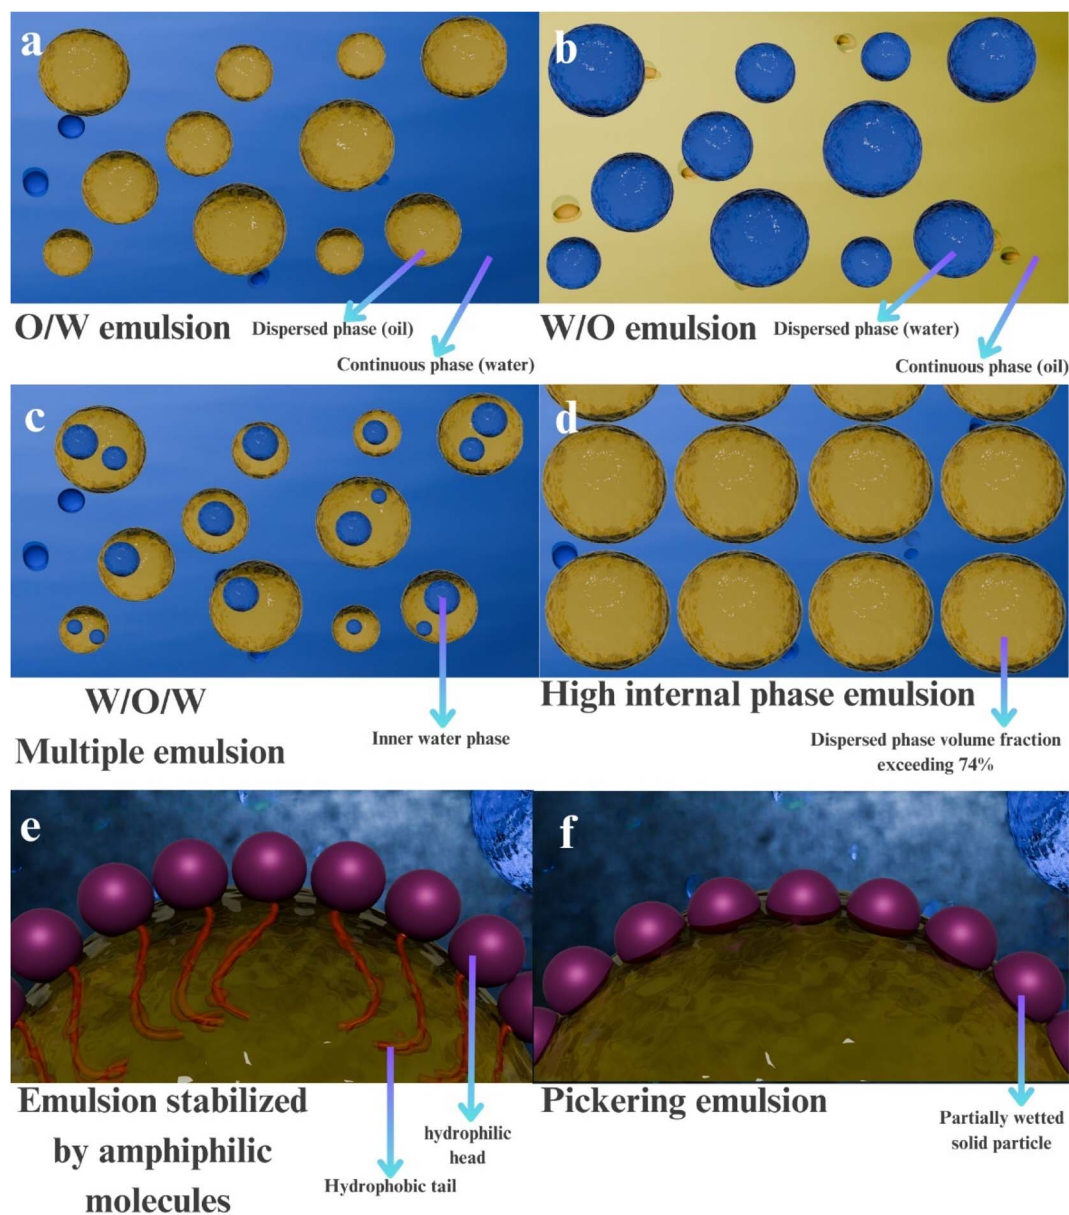 a
b
O/W emulsion
Dispersed phase (oil)
Continuous phase (water)
W/O emulsion
Dispersed phase (water)
Continuous phase (oil)
c
d
W/O/W
Multiple emulsion
Inner water phase
High internal phase emulsion
Dispersed phase volume fraction
exceeding 74%
e
f
Emulsion stabilized
by amphiphilic
molecules
hydrophilic
head
Hydrophobic tail
Pickering emulsion
Partially wetted
solid particle